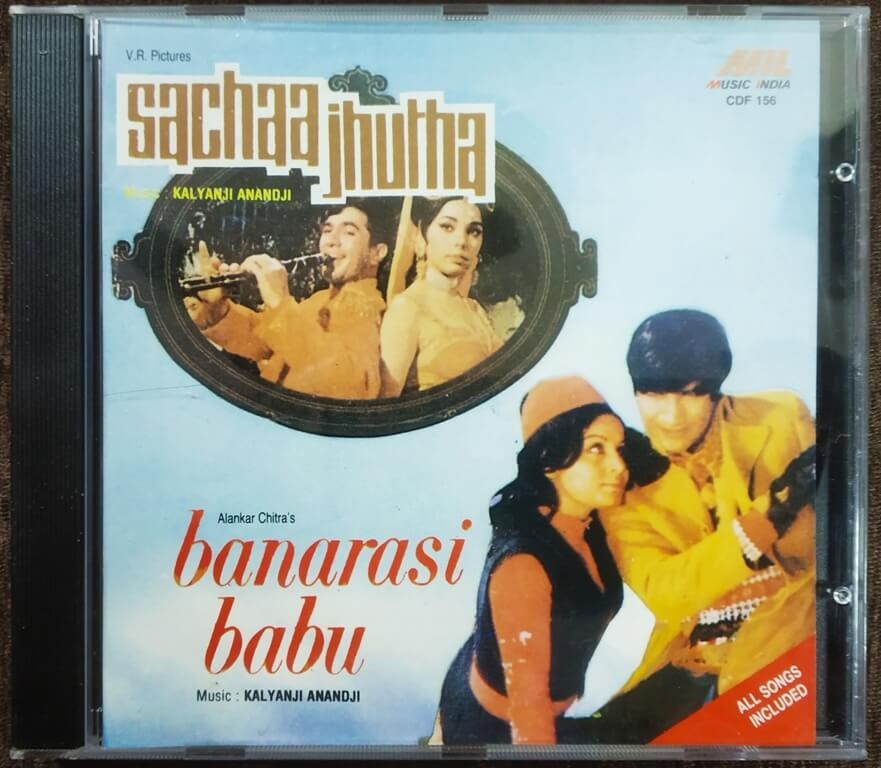 V.R. Pictures
sachaa
jhutha
Music : KALYANJI ANANDJI
MIL
MUSIC INDIA
CDF 156
Alankar Chitra's
banarasi
babu
Music : KALYANJI ANANDJI
ALL SONGS
INCLUDED